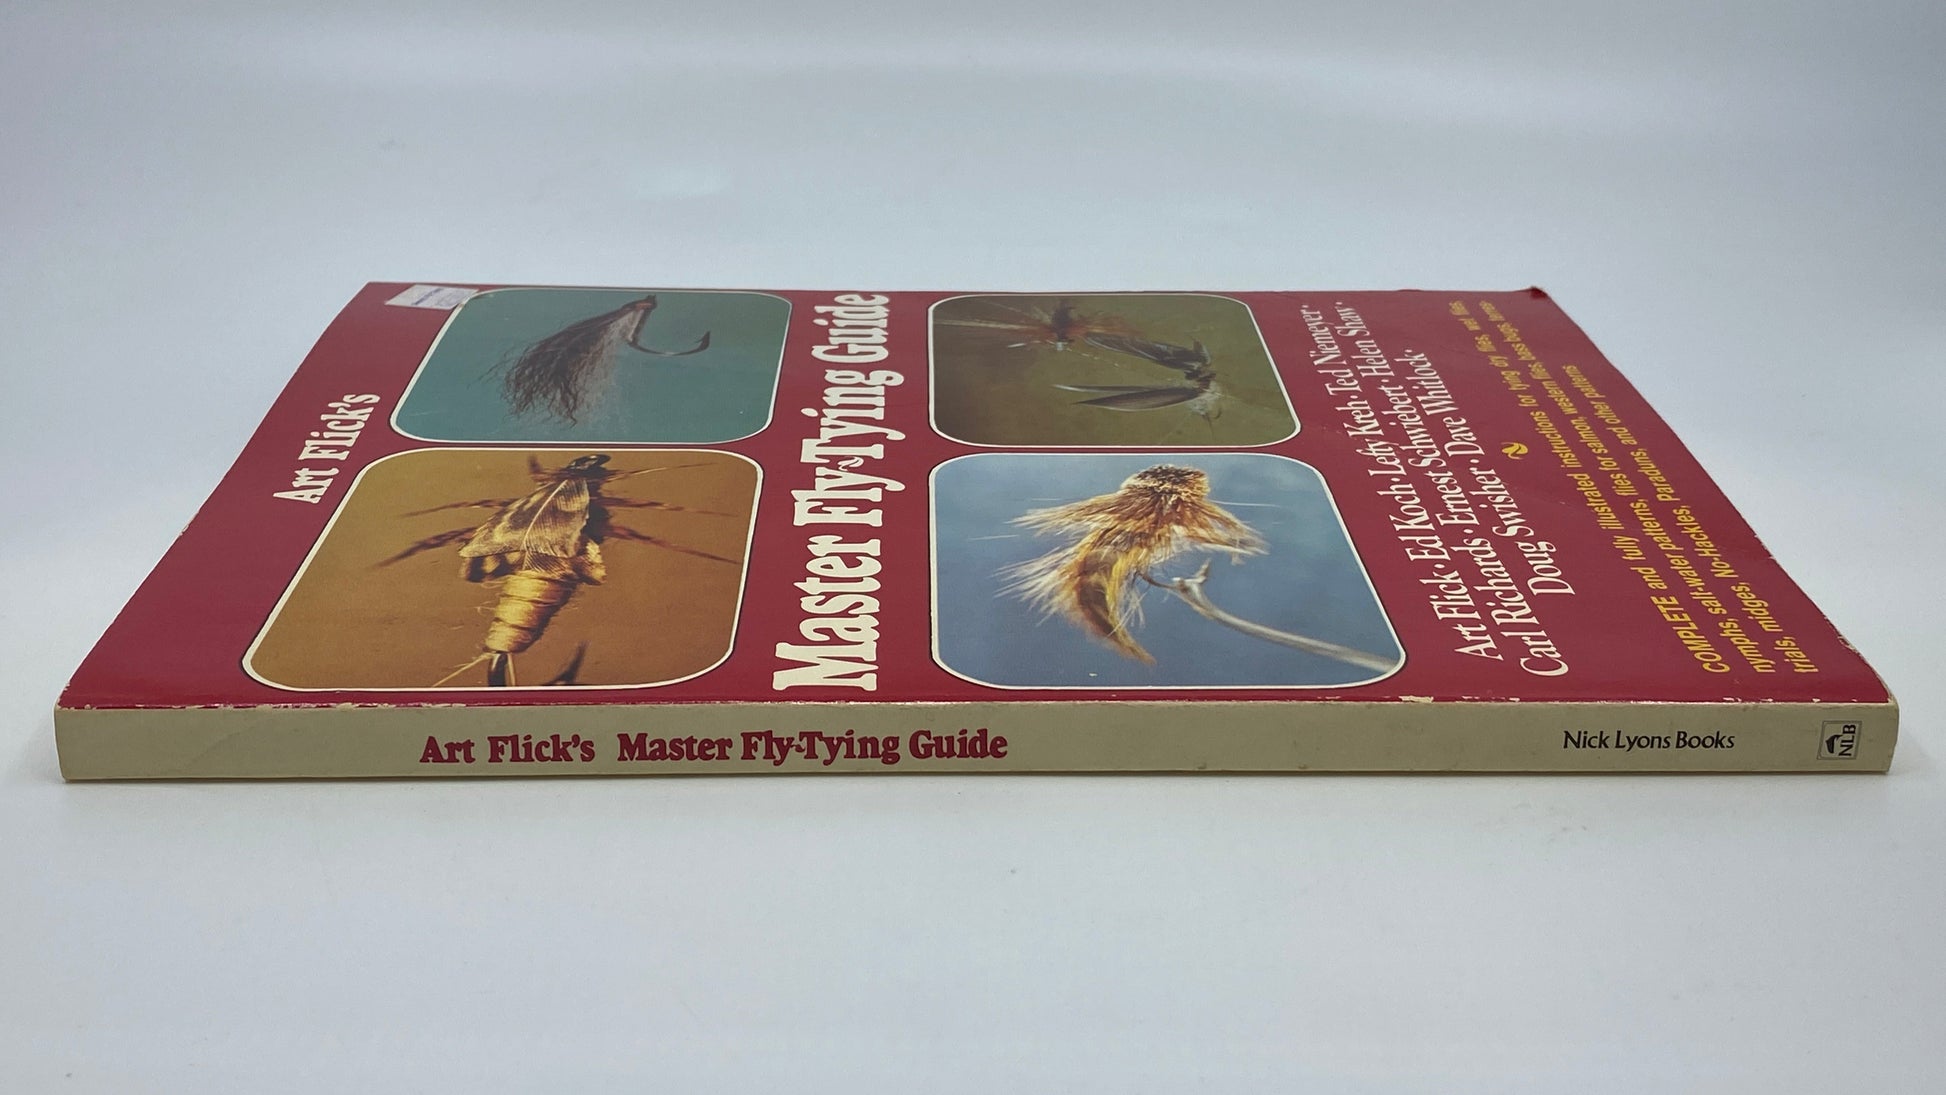 Art Flick's
Master Fly-Tying Guide
Art Flick · Ed Koch · Lefty Kreh · Ted Niemeyer ·
Carl Richards · Ernest Schwiebert · Helen Shaw ·
Doug Swisher · Dave Whitlock ·
COMPLETE and fully illustrated instructions for tying dry flies, wet flies,
nymphs, salt-water patterns, flies for salmon, western flies, bass bugs,
midges, No-Hackles, Paraduns, and other patterns
Art Flick's Master Fly-Tying Guide
Nick Lyons Books
NLB